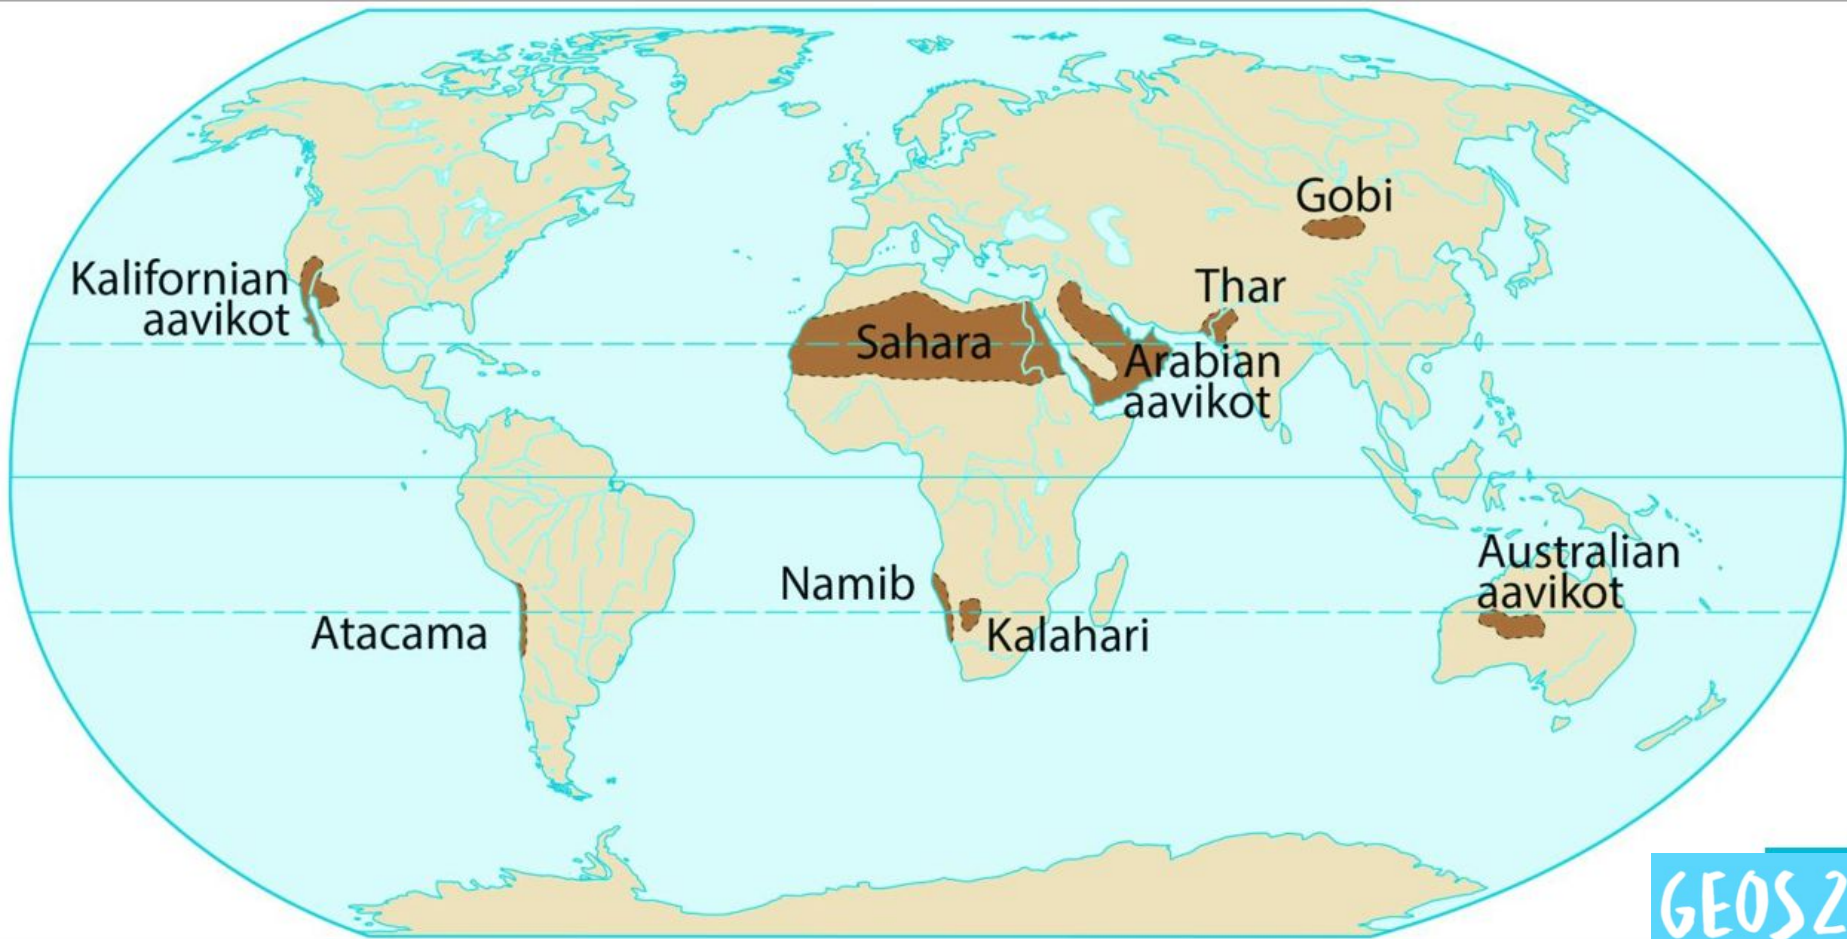 Gobi
Kalifornian
aavikot
Thar
Sahara
Arabian
aavikot
Namib
Australian
aavikot
Atacama
Kalahari
GEOS 2